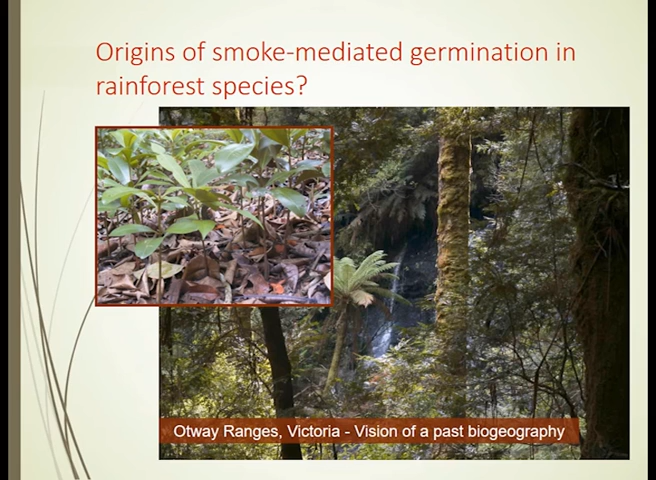 Origins of smoke-mediated germination in
rainforest species?
Otway Ranges, Victoria - Vision of a past biogeography